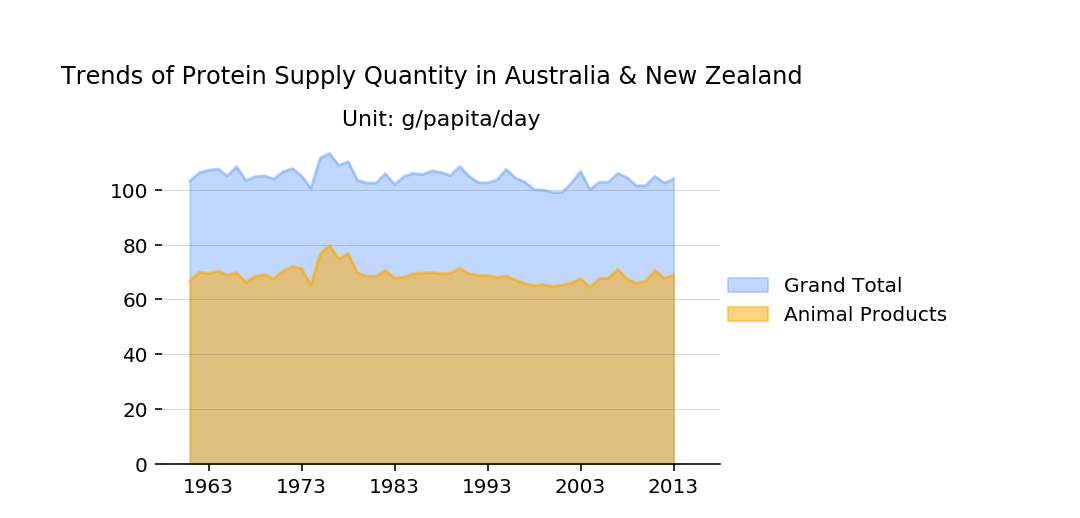 Trends of Protein Supply Quantity in Australia & New Zealand
Unit: g/papita/day
100
80
60
40
20
0
1963 1973 1983 1993 2003 2013
Grand Total
Animal Products